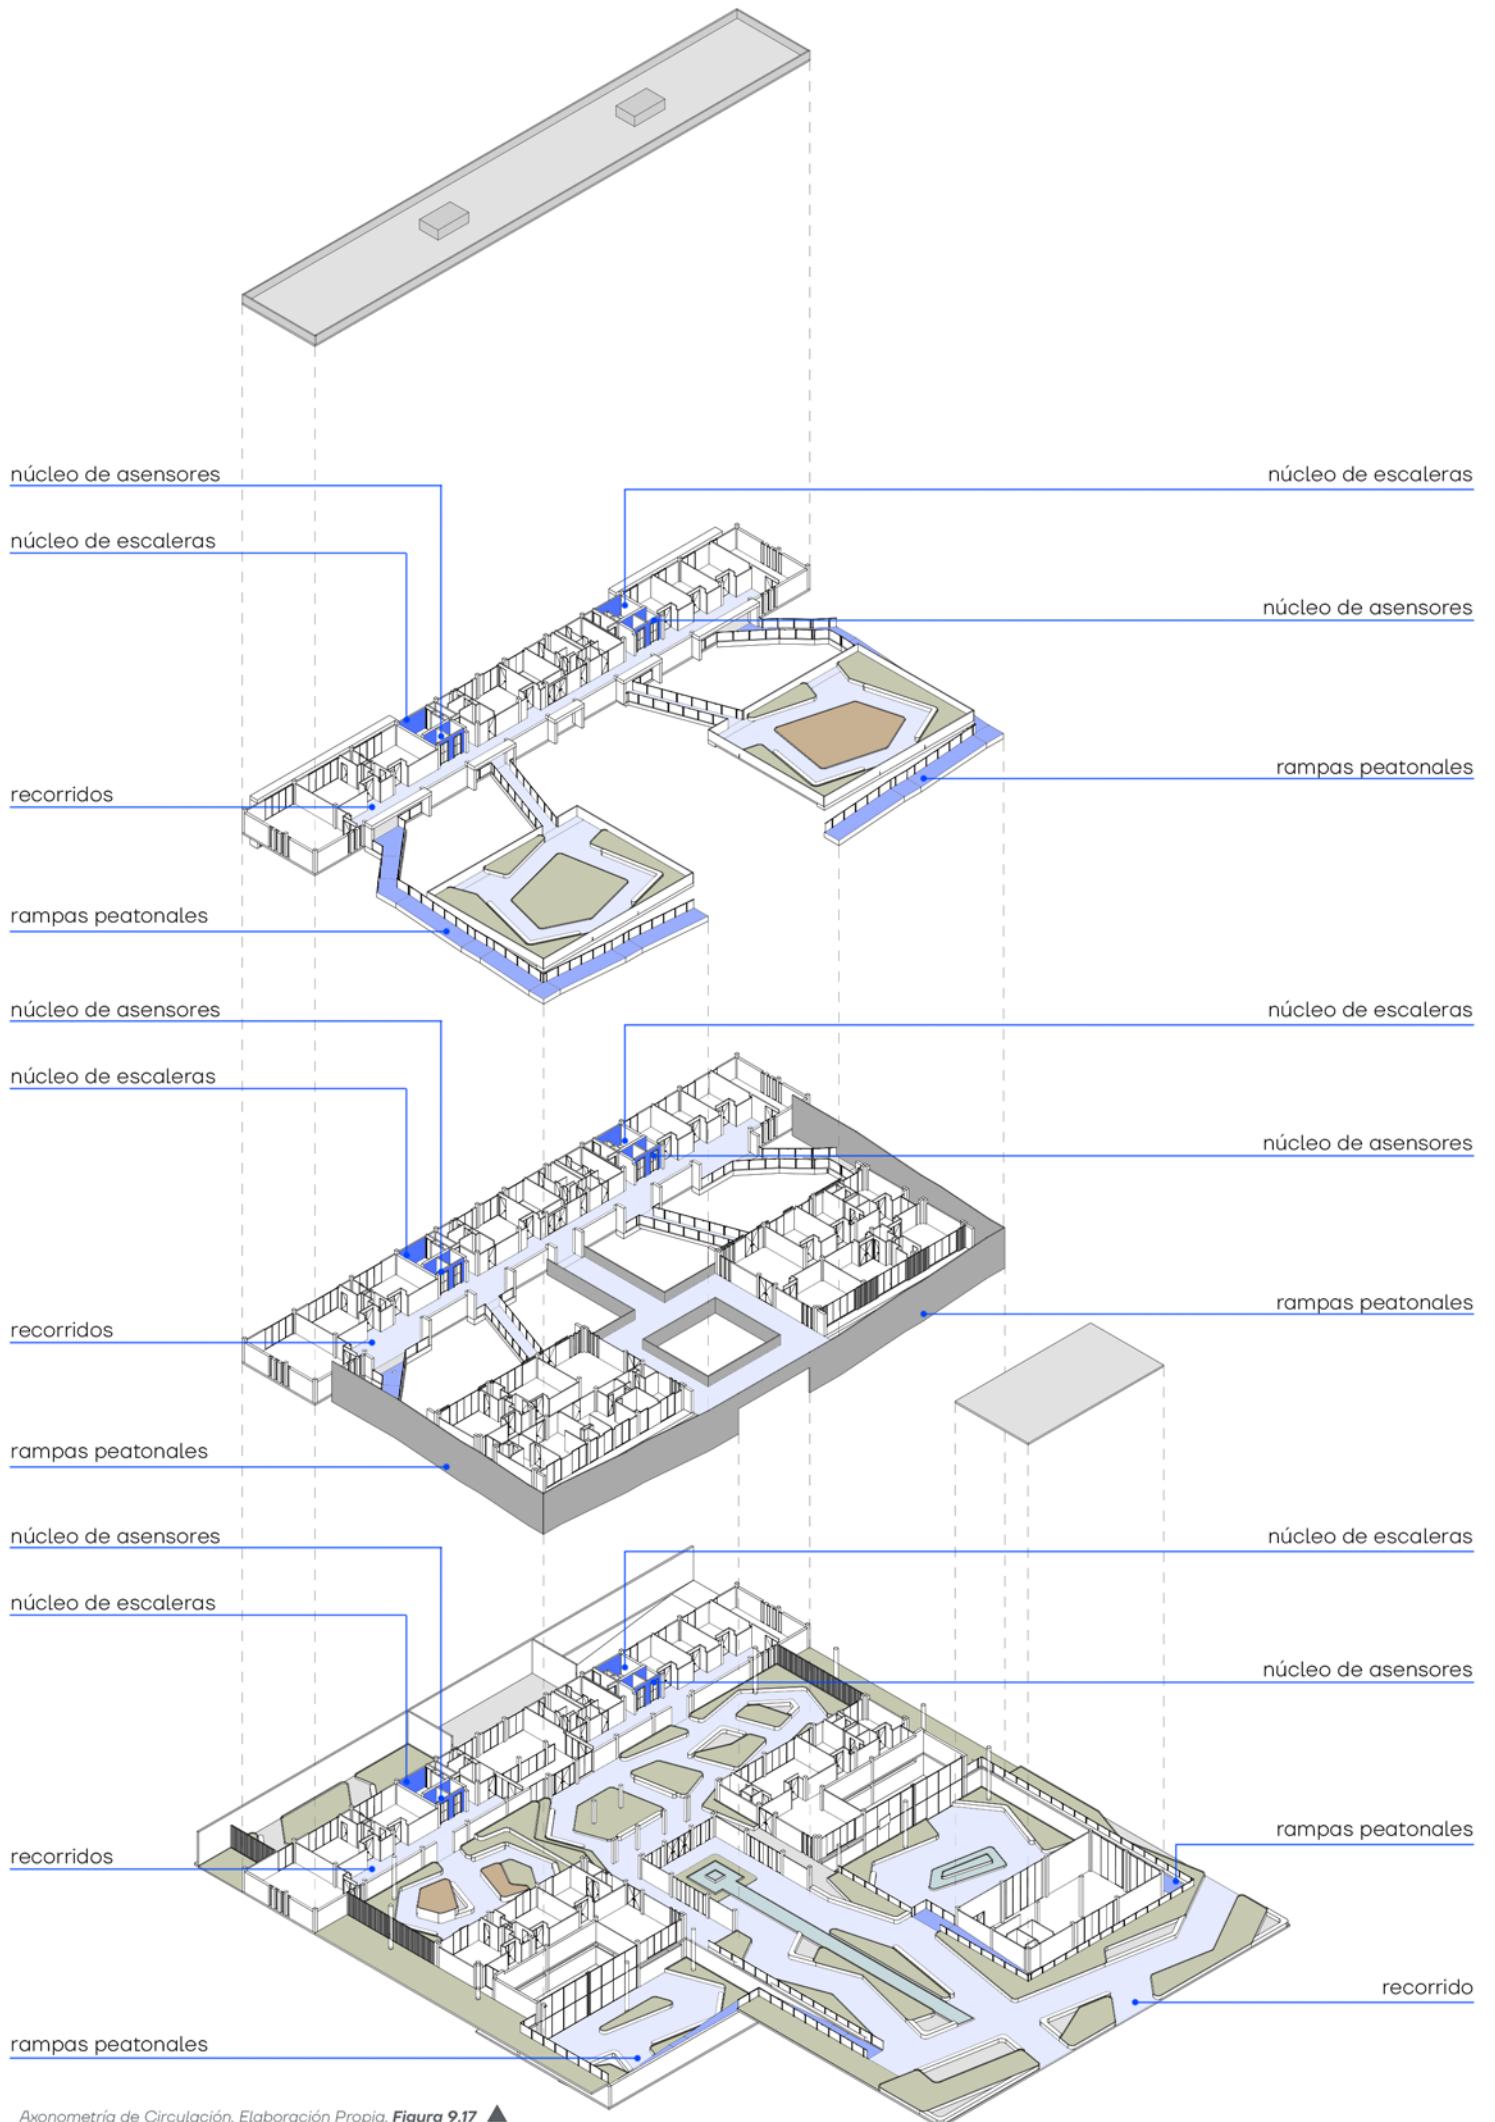 núcleo de asensores
núcleo de escaleras
núcleo de escaleras
núcleo de asensores
rampas peatonales
recorridos
rampas peatonales
núcleo de asensores
núcleo de escaleras
núcleo de escaleras
núcleo de asensores
rampas peatonales
recorridos
rampas peatonales
núcleo de asensores
núcleo de escaleras
núcleo de escaleras
núcleo de asensores
rampas peatonales
recorridos
recorrido
rampas peatonales
Axonometría de Circulación. Elaboración Propia. Figura 9.17